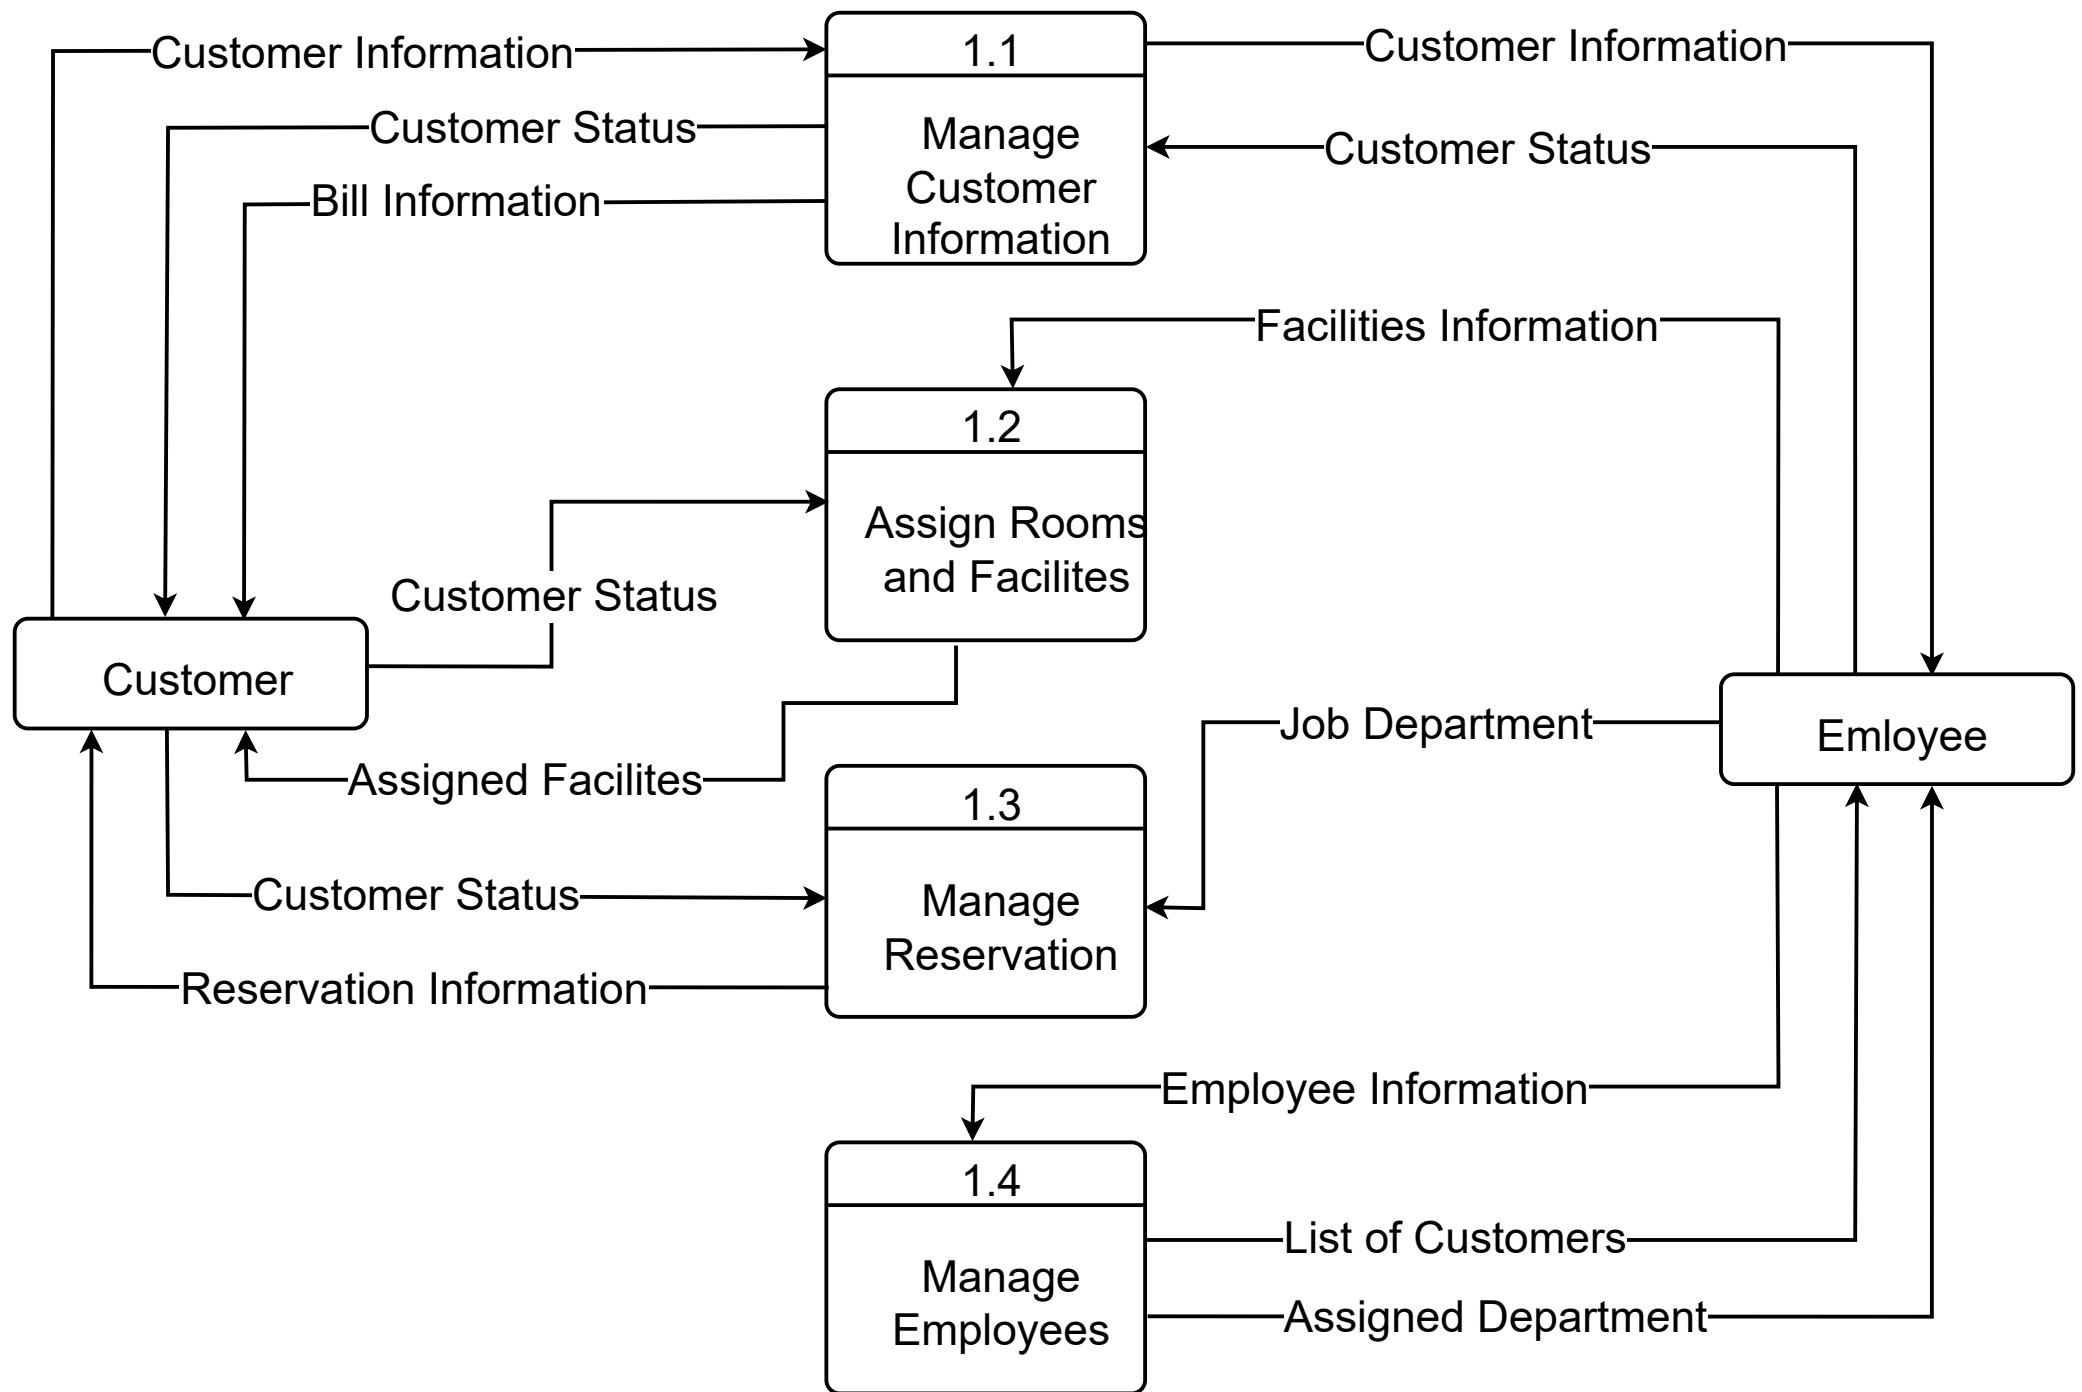 Customer Information
1.1
Customer Information
Customer Status
Manage
Customer
Information
Customer Status
Bill Information
Facilities Information
1.2
Assign Rooms
and Facilites
Customer Status
Customer
Emloyee
Job Department
Assigned Facilites
1.3
Manage
Reservation
Customer Status
Reservation Information
Employee Information
1.4
Manage
Employees
List of Customers
Assigned Department